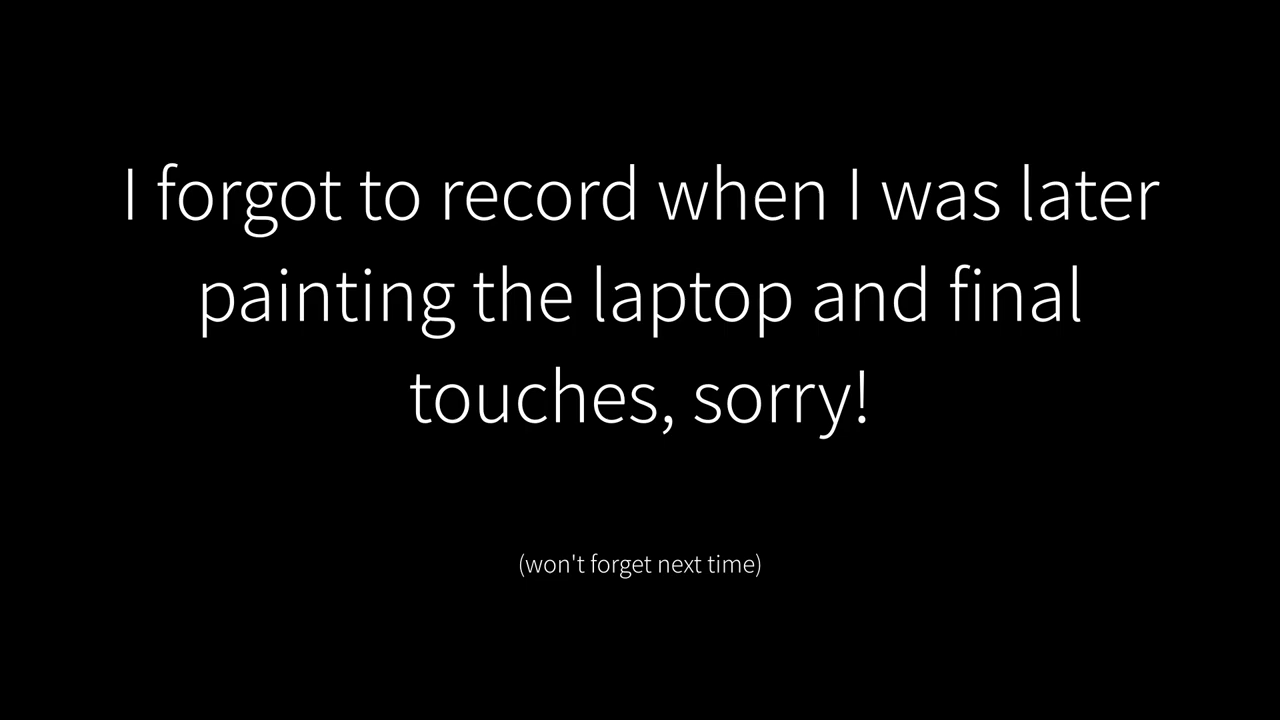 I forgot to record when I was later
painting the laptop and final
touches, sorry!
(won't forget next time)